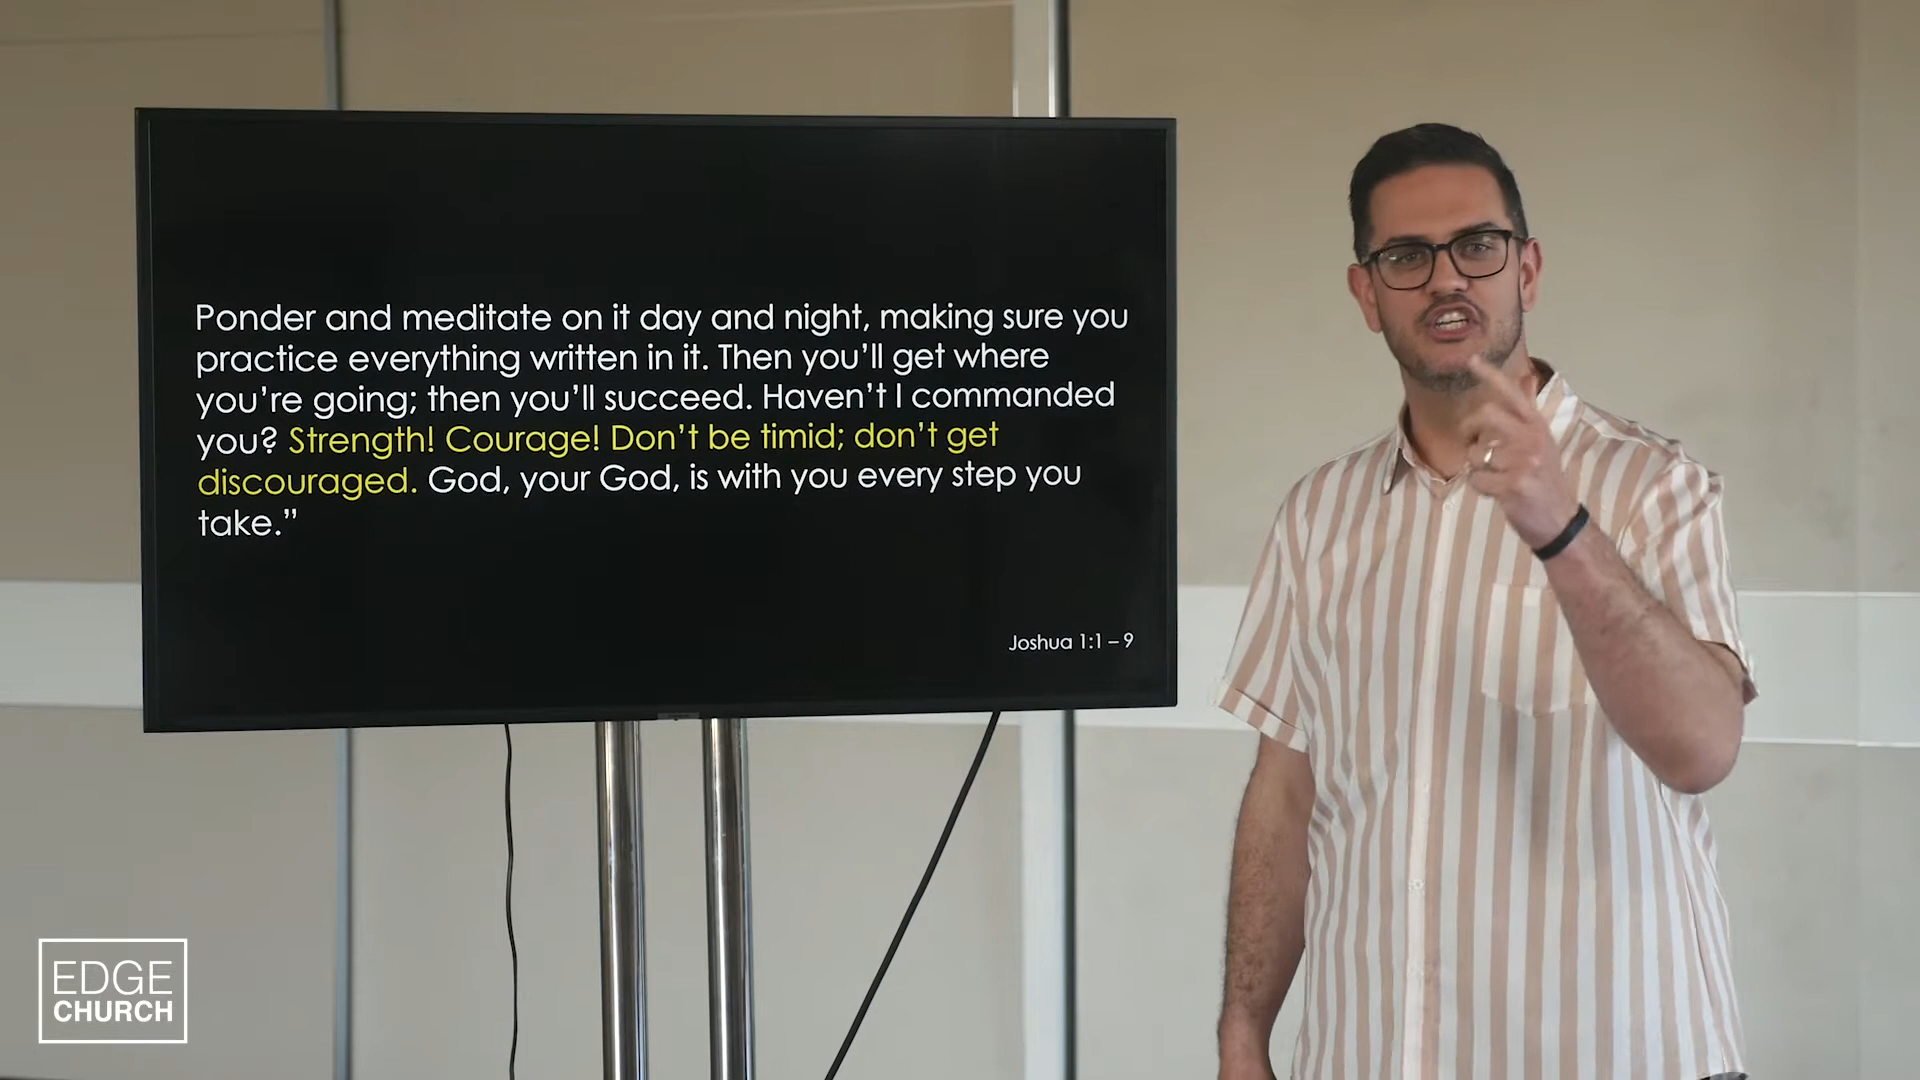 Ponder and meditate on it day and night, making sure you
practice everything written in it. Then you’ll get where
you’re going; then you’ll succeed. Haven’t I commanded
you? Strength! Courage! Don’t be timid; don’t get
discouraged. God, your God, is with you every step you
take.”
Joshua 1:1 – 9
EDGE
CHURCH